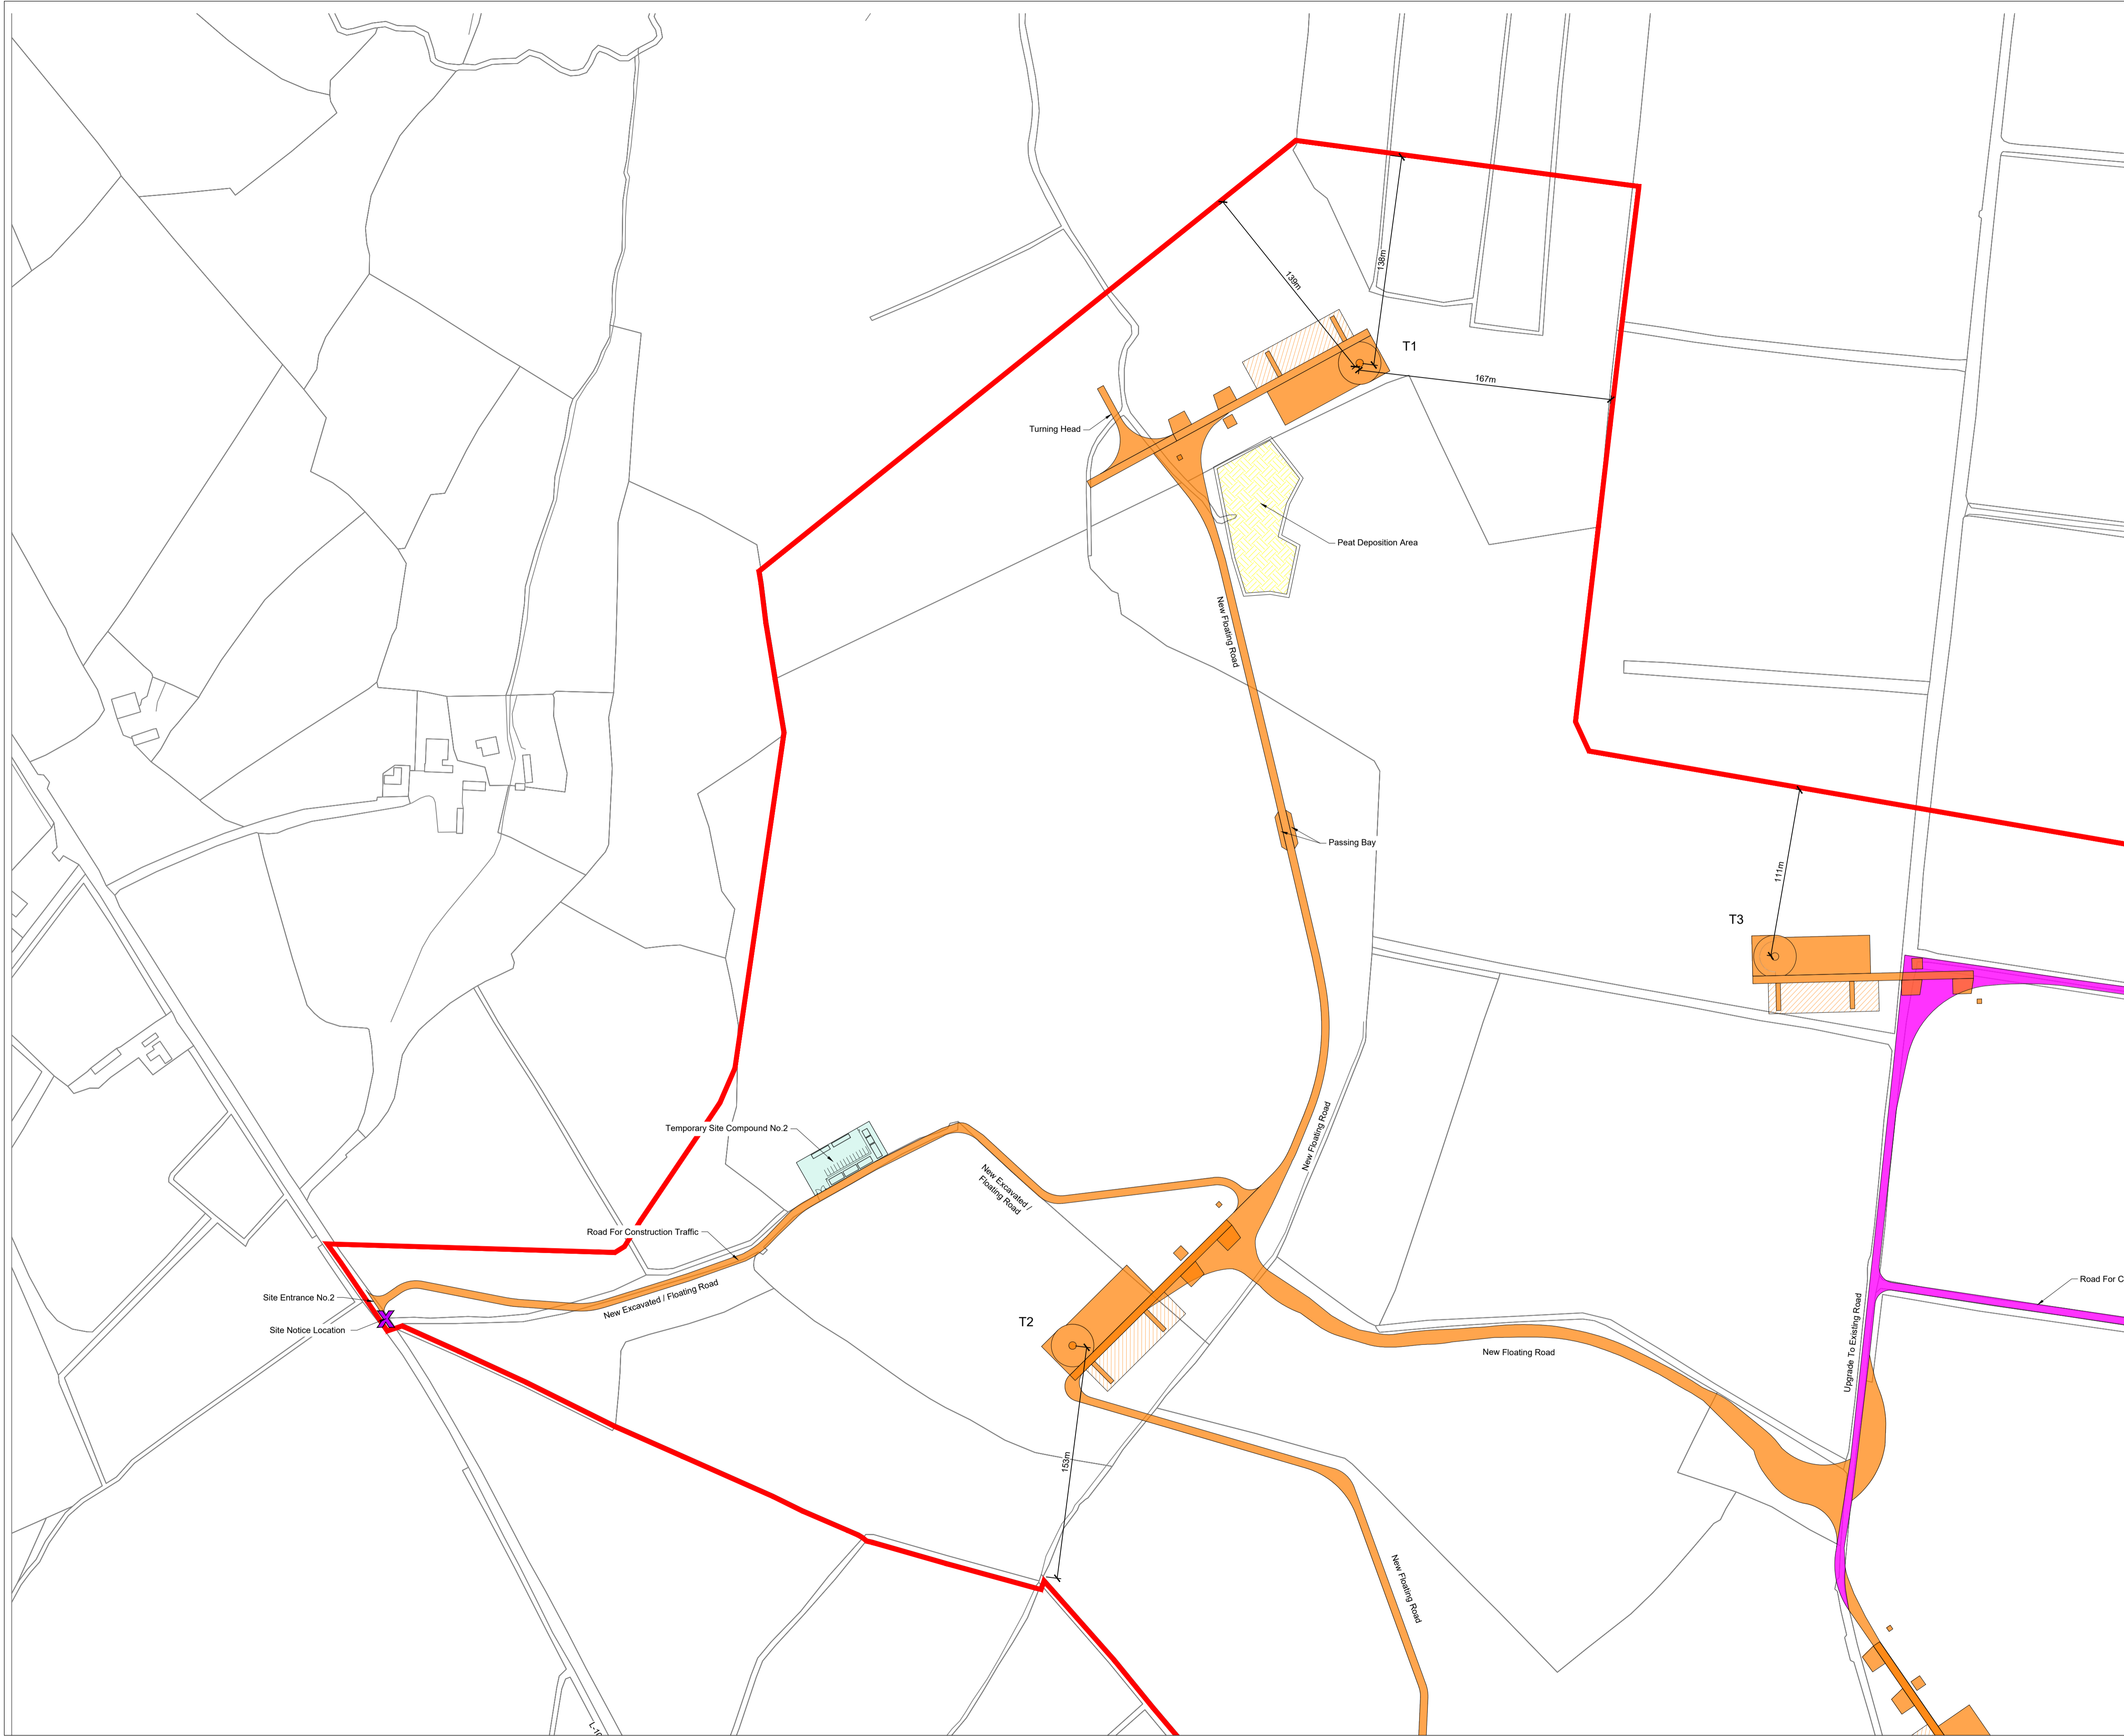 138m
139m
T1
167m
Turning Head
Peat Deposition Area
New Floating Road
Passing Bay
111m
T3
Temporary Site Compound No.2
New Floating Road
New Excavated /
Floating Road
Road For Construction Traffic
New Excavated / Floating Road
Site Entrance No.2
X
Site Notice Location
T2
Road For C
Upgrade To Existing Road
New Floating Road
153m
New Floating Road